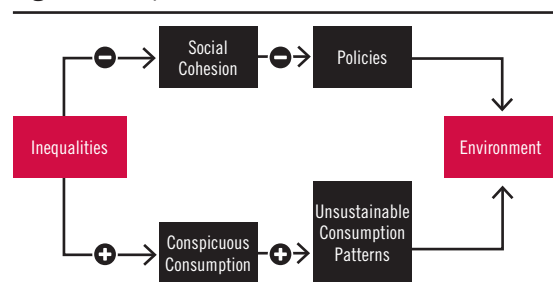 Social
Cohesion
Policies
Inequalities
Environment
Conspicuous
Consumption
Unsustainable
Consumption
Patterns